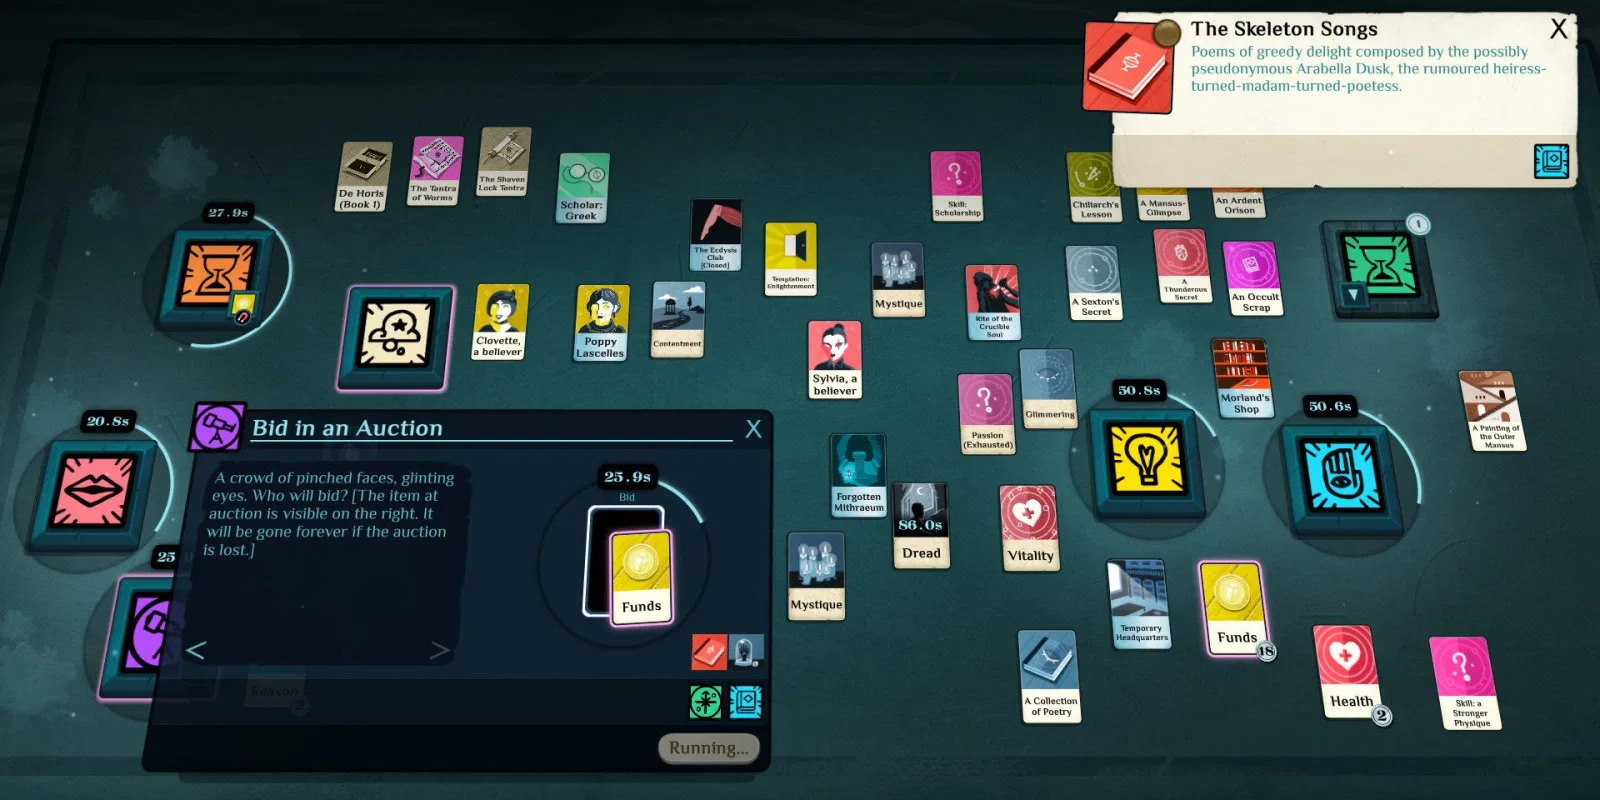 The Skeleton Songs
X
Poems of greedy delight composed by the possibly
pseudonymous Arabella Dusk, the rumoured heiress-
turned-madam-turned-poetess.
De Horis
(Book 1)
The Tantra
of Worms
The Shaven
Lock Tantra
Scholar:
Greek
The Ecdysis
Club
[Closed]
Temptation:
Enlightenment
Mystique
Skill:
Scholarship
Chiliarch's
Lesson
A Mansus-
Glimpse
An Ardent
Orison
1
27.9s
Clovette,
a believer
Poppy
Lascelles
Contentment
Sylvia, a
believer
Rite of the
Crucible
Soul
A Sexton's
Secret
A
Thunderous
Secret
An Occult
Scrap
Passion
(Exhausted)
Glimmering
50.8s
Morland's
Shop
50.6s
A Painting of
the Outer
Mansus
20.8s
Bid in an Auction
X
A crowd of pinched faces, glinting
eyes. Who will bid? [The item at
auction is visible on the right. It
will be gone forever if the auction
is lost.]
25.9s
Bid
Funds
Running...
25
Reason
2
Forgotten
Mithraeum
86.0s
Dread
Vitality
Mystique
Temporary
Headquarters
Funds
18
A Collection
of Poetry
Health
2
Skill: a
Stronger
Physique